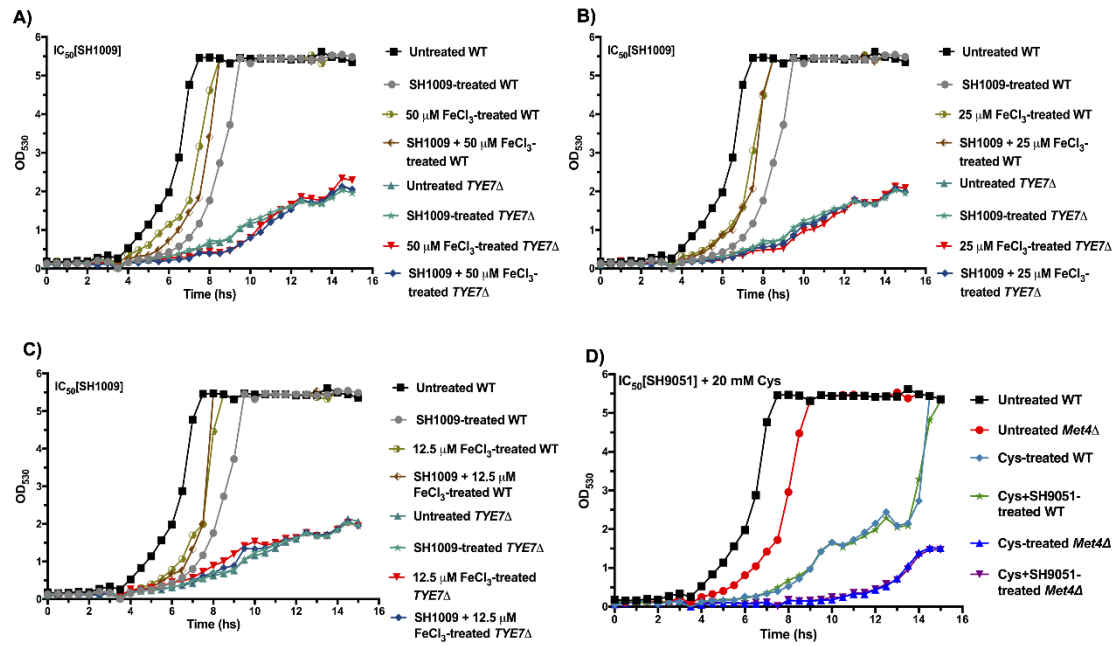 A)
IC50[SH1009]
OD530
6
5
4
3
2
1
0
0 2 4 6 8 10 12 14 16
Time (hs)
Untreated WT
SH1009-treated WT
50 μM FeCl3-treated WT
SH1009 + 50 μM FeCl3-
treated WT
Untreated TYE7Δ
SH1009-treated TYE7Δ
50 μM FeCl3-treated TYE7Δ
SH1009 + 50 μM FeCl3-
treated TYE7Δ
B)
IC50[SH1009]
OD530
6
5
4
3
2
1
0
0 2 4 6 8 10 12 14 16
Time (hs)
Untreated WT
SH1009-treated WT
25 μM FeCl3-treated WT
SH1009 + 25 μM FeCl3-
treated WT
Untreated TYE7Δ
SH1009-treated TYE7Δ
25 μM FeCl3-treated TYE7Δ
SH1009 + 25 μM FeCl3-
treated TYE7Δ
C)
IC50[SH1009]
OD530
6
5
4
3
2
1
0
0 2 4 6 8 10 12 14 16
Time (hs)
Untreated WT
SH1009-treated WT
12.5 μM FeCl3-treated WT
SH1009 + 12.5 μM
FeCl3-treated WT
Untreated TYE7Δ
SH1009-treated TYE7Δ
12.5 μM FeCl3-treated
TYE7Δ
SH1009 + 12.5 μM
FeCl3-treated TYE7Δ
D)
IC50[SH9051] + 20 mM Cys
OD530
6
5
4
3
2
1
0
0 2 4 6 8 10 12 14 16
Time (hs)
Untreated WT
Untreated Met4Δ
Cys-treated WT
Cys+SH9051-
treated WT
Cys-treated Met4Δ
Cys+SH9051-
treated Met4Δ